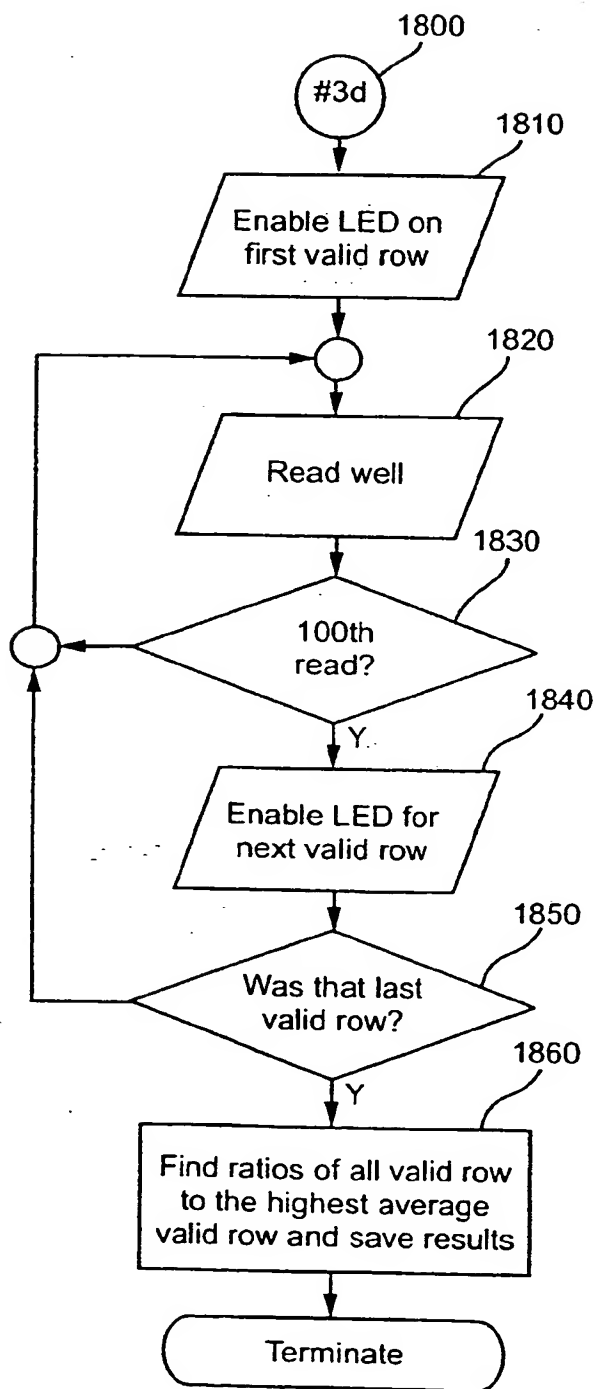 1800
#3d
1810
Enable LED on
first valid row
1820
Read well
1830
100th
read?
Y
1840
Enable LED for
next valid row
1850
Was that last
valid row?
Y
1860
Find ratios of all valid row
to the highest average
valid row and save results
Terminate